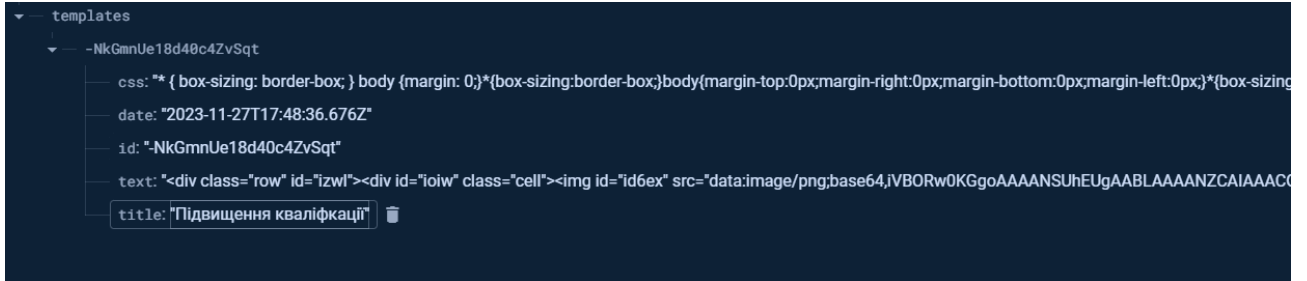 templates
-NkGmnUe18d40c4ZvSqt
css: "* { box-sizing: border-box; } body {margin: 0;}*{box-sizing:border-box;}body{margin-top:0px;margin-right:0px;margin-bottom:0px;margin-left:0px;}*{box-sizing
date: "2023-11-27T17:48:36.676Z"
id: "-NkGmnUe18d40c4ZvSqt"
text: "<div class="row" id="izwl"><div id="ioiw" class="cell"><img id="id6ex" src="data:image/png;base64,iVBORw0KGgoAAAANSUhEUgAABLAAAANZCAIAAAC
title: "Підвищення кваліфкації"